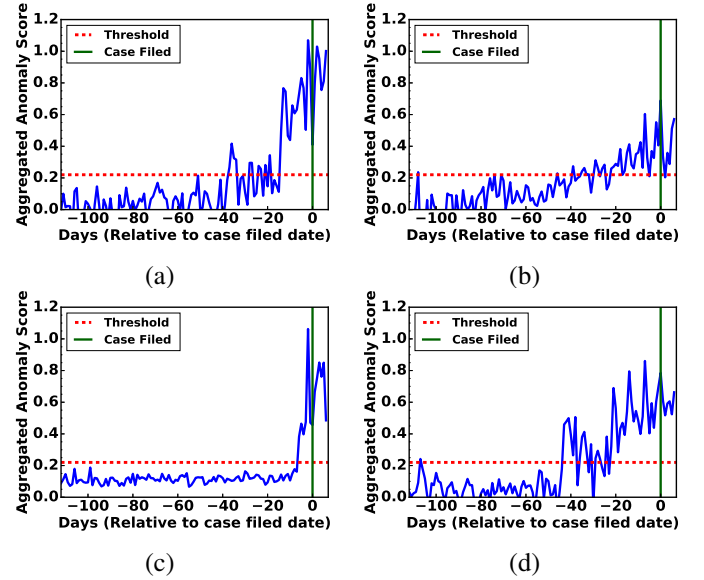 Aggregated Anomaly Score
1.2
1.0
0.8
0.6
0.4
0.2
0.0
Threshold
Case Filed
−100 −80 −60 −40 −20 0
Days (Relative to case filed date)
(a)
Aggregated Anomaly Score
1.2
1.0
0.8
0.6
0.4
0.2
0.0
Threshold
Case Filed
−100 −80 −60 −40 −20 0
Days (Relative to case filed date)
(b)
Aggregated Anomaly Score
1.2
1.0
0.8
0.6
0.4
0.2
0.0
Threshold
Case Filed
−100 −80 −60 −40 −20 0
Days (Relative to case filed date)
(c)
Aggregated Anomaly Score
1.2
1.0
0.8
0.6
0.4
0.2
0.0
Threshold
Case Filed
−100 −80 −60 −40 −20 0
Days (Relative to case filed date)
(d)